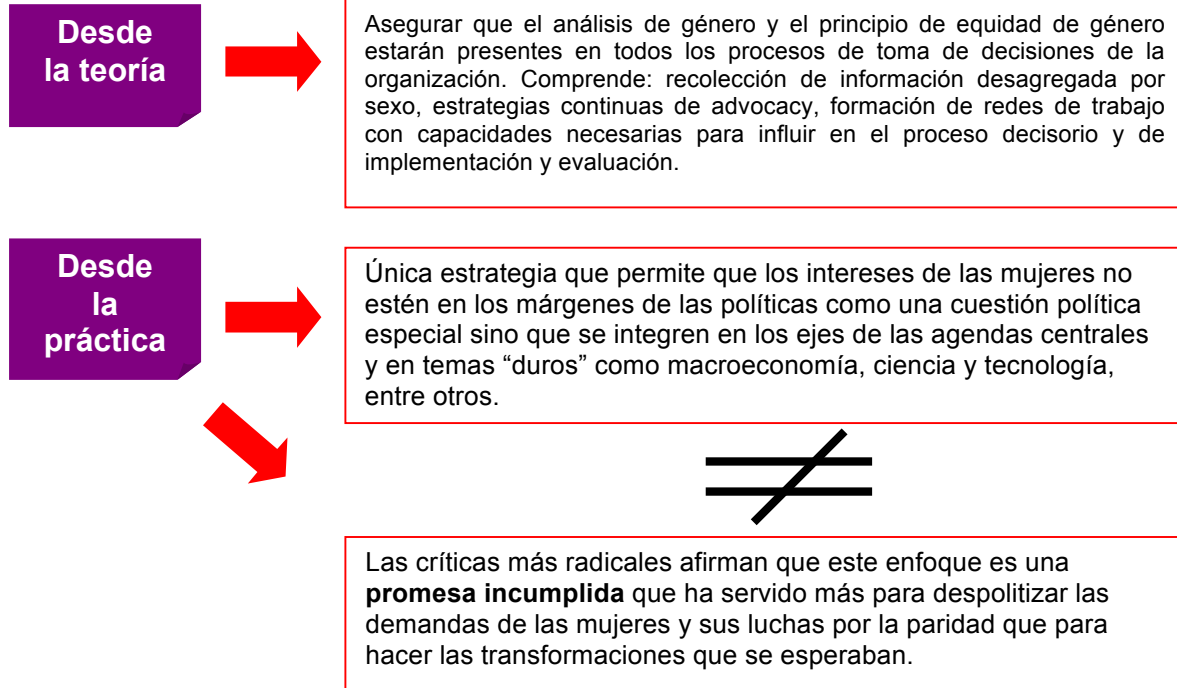 Desde
la teoría
Asegurar que el análisis de género y el principio de equidad de género
estarán presentes en todos los procesos de toma de decisiones de la
organización. Comprende: recolección de información desagregada por
sexo, estrategias continuas de advocacy, formación de redes de trabajo
con capacidades necesarias para influir en el proceso decisorio y de
implementación y evaluación.
Desde
la
práctica
Única estrategia que permite que los intereses de las mujeres no
estén en los márgenes de las políticas como una cuestión política
especial sino que se integren en los ejes de las agendas centrales
y en temas “duros” como macroeconomía, ciencia y tecnología,
entre otros.
Las críticas más radicales afirman que este enfoque es una
promesa incumplida que ha servido más para despolitizar las
demandas de las mujeres y sus luchas por la paridad que para
hacer las transformaciones que se esperaban.